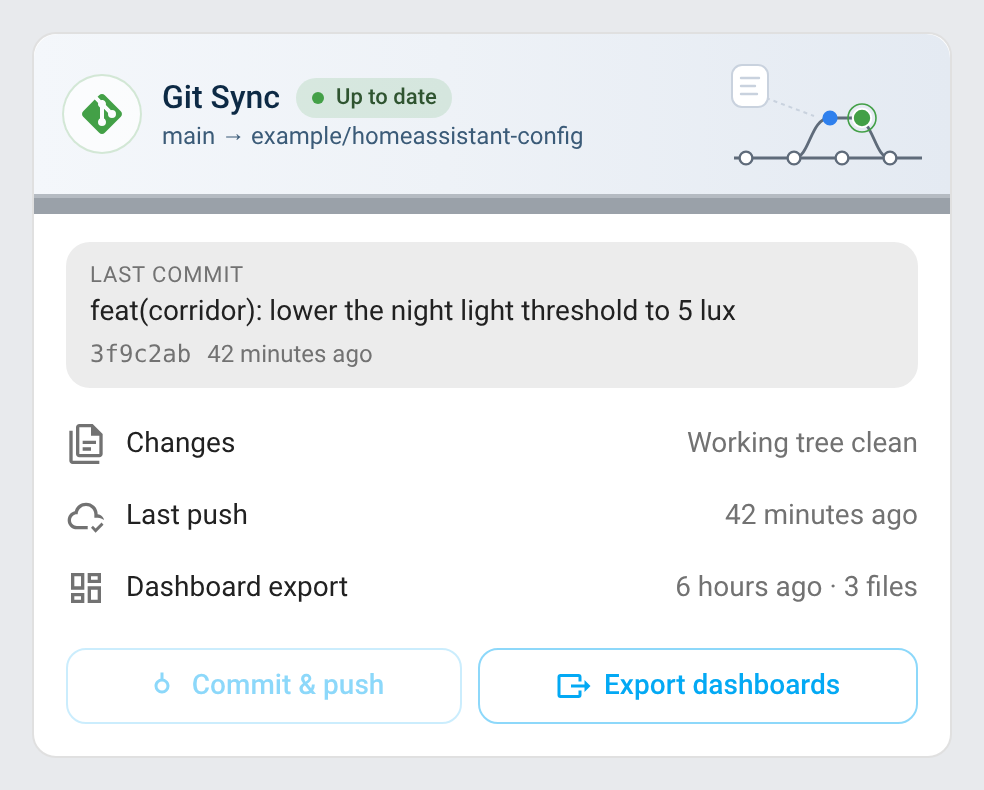 Git Sync
Up to date
main → example/homeassistant-config
LAST COMMIT
feat(corridor): lower the night light threshold to 5 lux
3f9c2ab 42 minutes ago
Changes
Working tree clean
Last push
42 minutes ago
Dashboard export
6 hours ago · 3 files
Commit & push
Export dashboards